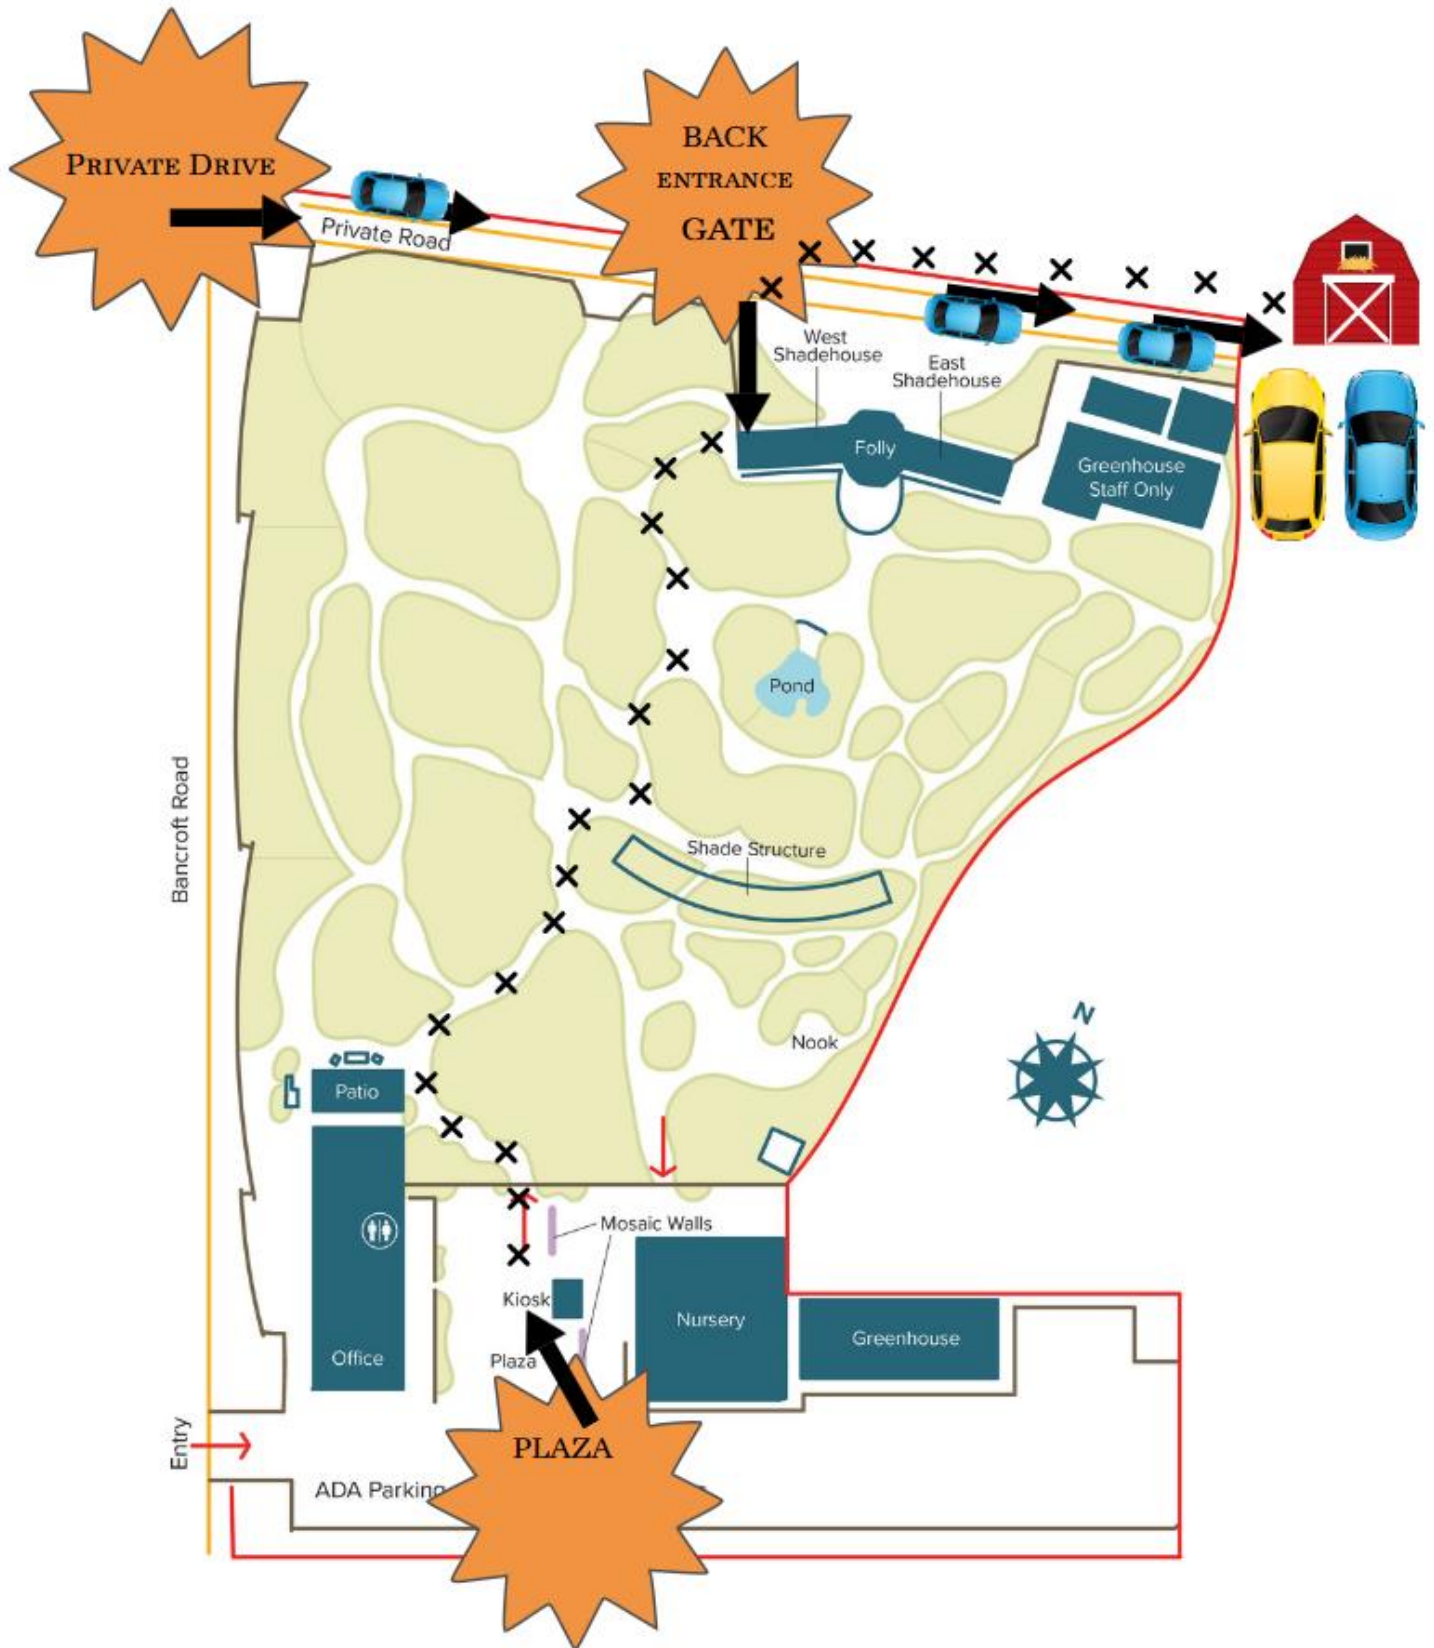 PRIVATE DRIVE
BACK
ENTRANCE
GATE
Private Road
West
Shadehouse
East
Shadehouse
Folly
Greenhouse
Staff Only
Pond
Bancroft Road
Shade Structure
N
Nook
Patio
Mosaic Walls
Kiosk
Nursery
Greenhouse
Office
Plaza
Entry
PLAZA
ADA Parking